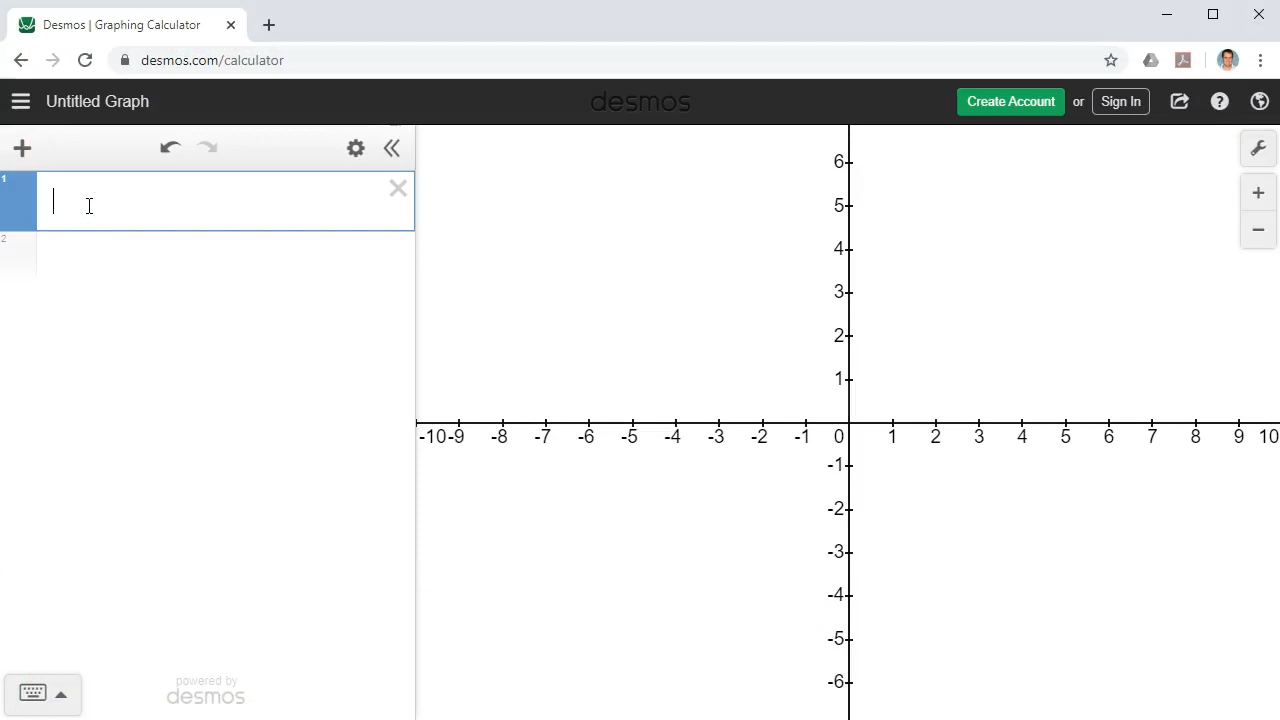 Desmos | Graphing Calculator
desmos.com/calculator
Untitled Graph
desmos
Create Account or Sign In
1
2
6
5
4
3
2
1
-10 -9 -8 -7 -6 -5 -4 -3 -2 -1 0 1 2 3 4 5 6 7 8 9 10
-1
-2
-3
-4
-5
-6
powered by
desmos